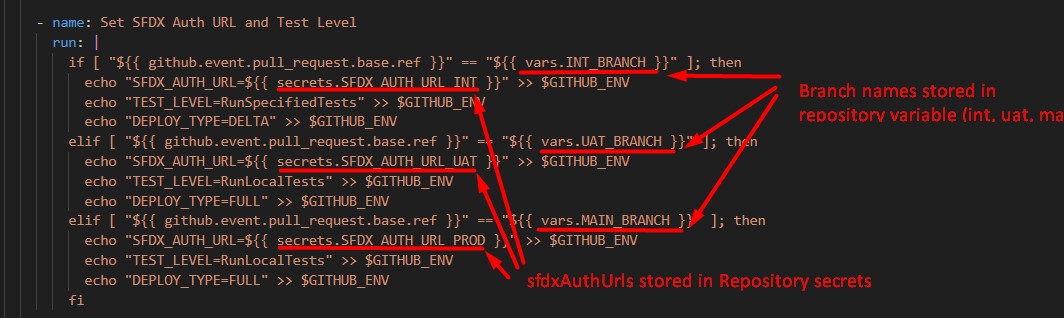 - name: Set SFDX Auth URL and Test Level
run: |
if [ "${{ github.event.pull_request.base.ref }}" == "${{ vars.INT_BRANCH }}" ]; then
echo "SFDX_AUTH_URL=${{ secrets.SFDX_AUTH_URL_INT }}" >> $GITHUB_ENV
echo "TEST_LEVEL=RunSpecifiedTests" >> $GITHUB_ENV
echo "DEPLOY_TYPE=DELTA" >> $GITHUB_ENV
elif [ "${{ github.event.pull_request.base.ref }}" == "${{ vars.UAT_BRANCH }}" ]; then
echo "SFDX_AUTH_URL=${{ secrets.SFDX_AUTH_URL_UAT }}" >> $GITHUB_ENV
echo "TEST_LEVEL=RunLocalTests" >> $GITHUB_ENV
echo "DEPLOY_TYPE=FULL" >> $GITHUB_ENV
elif [ "${{ github.event.pull_request.base.ref }}" == "${{ vars.MAIN_BRANCH }}" ]; then
echo "SFDX_AUTH_URL=${{ secrets.SFDX_AUTH_URL_PROD }}" >> $GITHUB_ENV
echo "TEST_LEVEL=RunLocalTests" >> $GITHUB_ENV
echo "DEPLOY_TYPE=FULL" >> $GITHUB_ENV
fi
Branch names stored in
repository variable (int, uat, ma
sfdxAuthUrls stored in Repository secrets